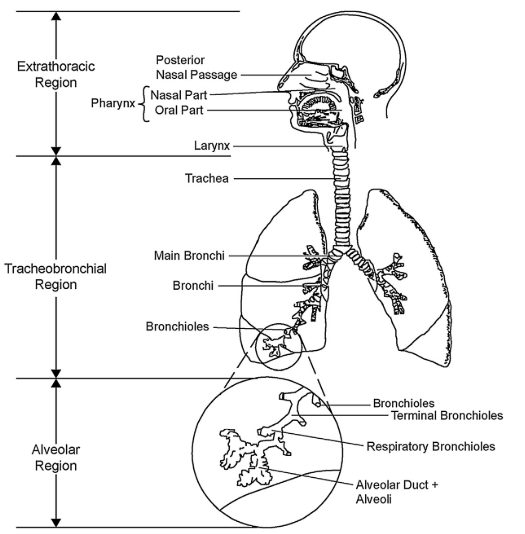 Extrathoracic
Region
Posterior
Nasal Passage
Pharynx
Nasal Part
Oral Part
Larynx
Trachea
Tracheobronchial
Region
Main Bronchi
Bronchi
Bronchioles
Alveolar
Region
Bronchioles
Terminal Bronchioles
Respiratory Bronchioles
Alveolar Duct +
Alveoli